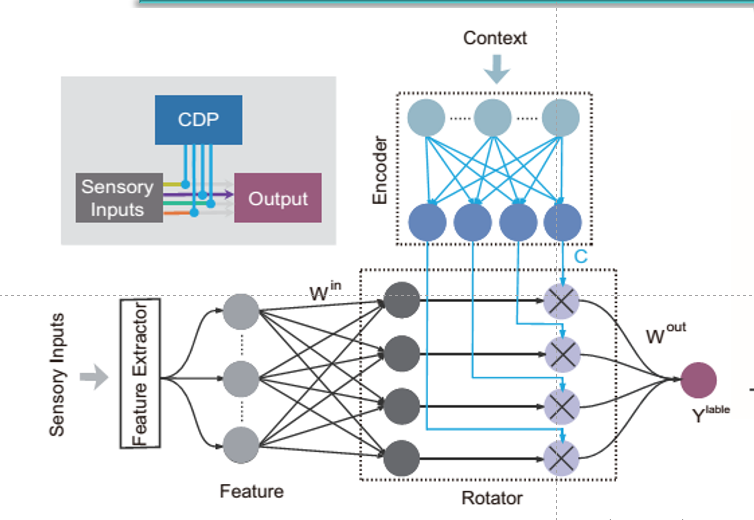 Context
CDP
Sensory
Inputs
Output
Encoder
C
W in
Sensory Inputs
Feature Extractor
W out
Y lable
Feature
Rotator